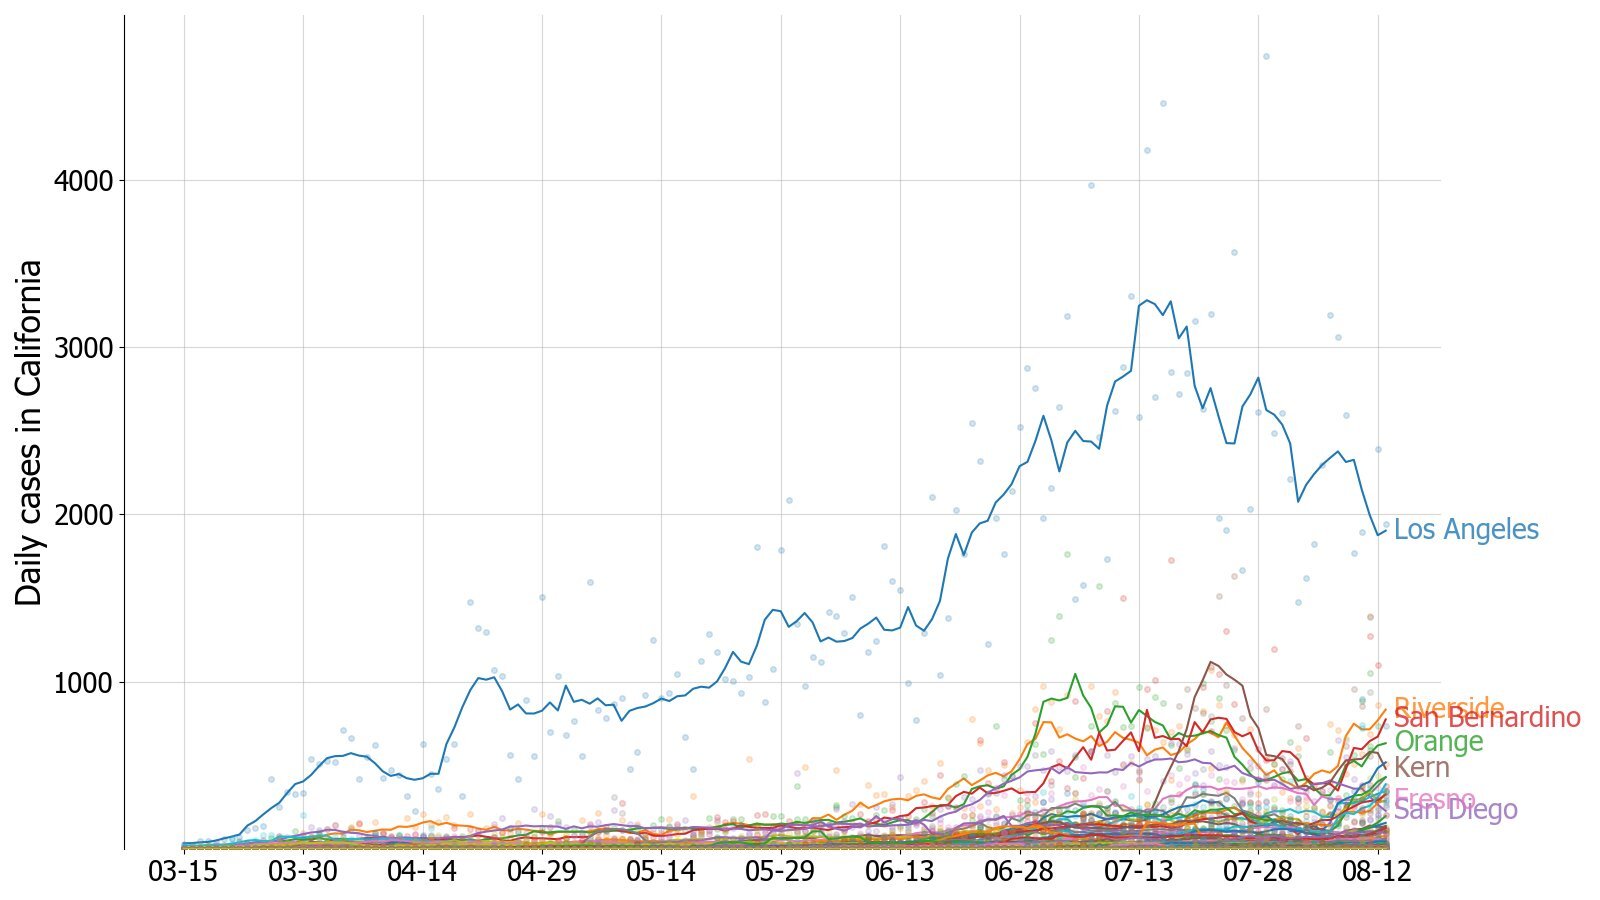 Daily cases in California
4000
3000
2000
1000
03-15
03-30
04-14
04-29
05-14
05-29
06-13
06-28
07-13
07-28
08-12
Los Angeles
Riverside
San Bernardino
Orange
Kern
Fresno
San Diego